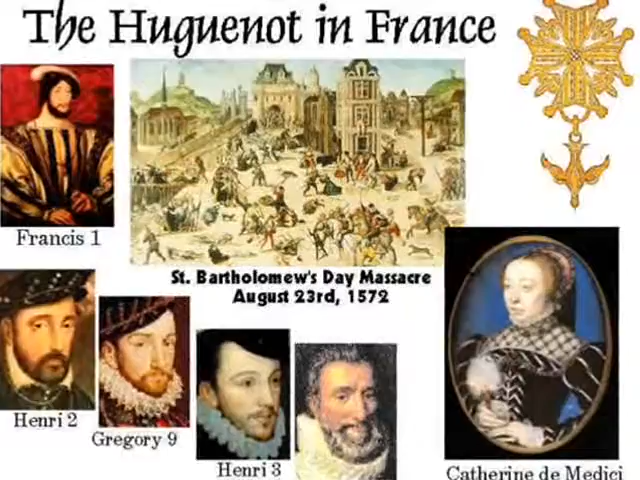 The Huguenot in France
Francis 1
St. Bartholomew's Day Massacre
August 23rd, 1572
Henri 2
Gregory 9
Henri 3
Catherine de Medici